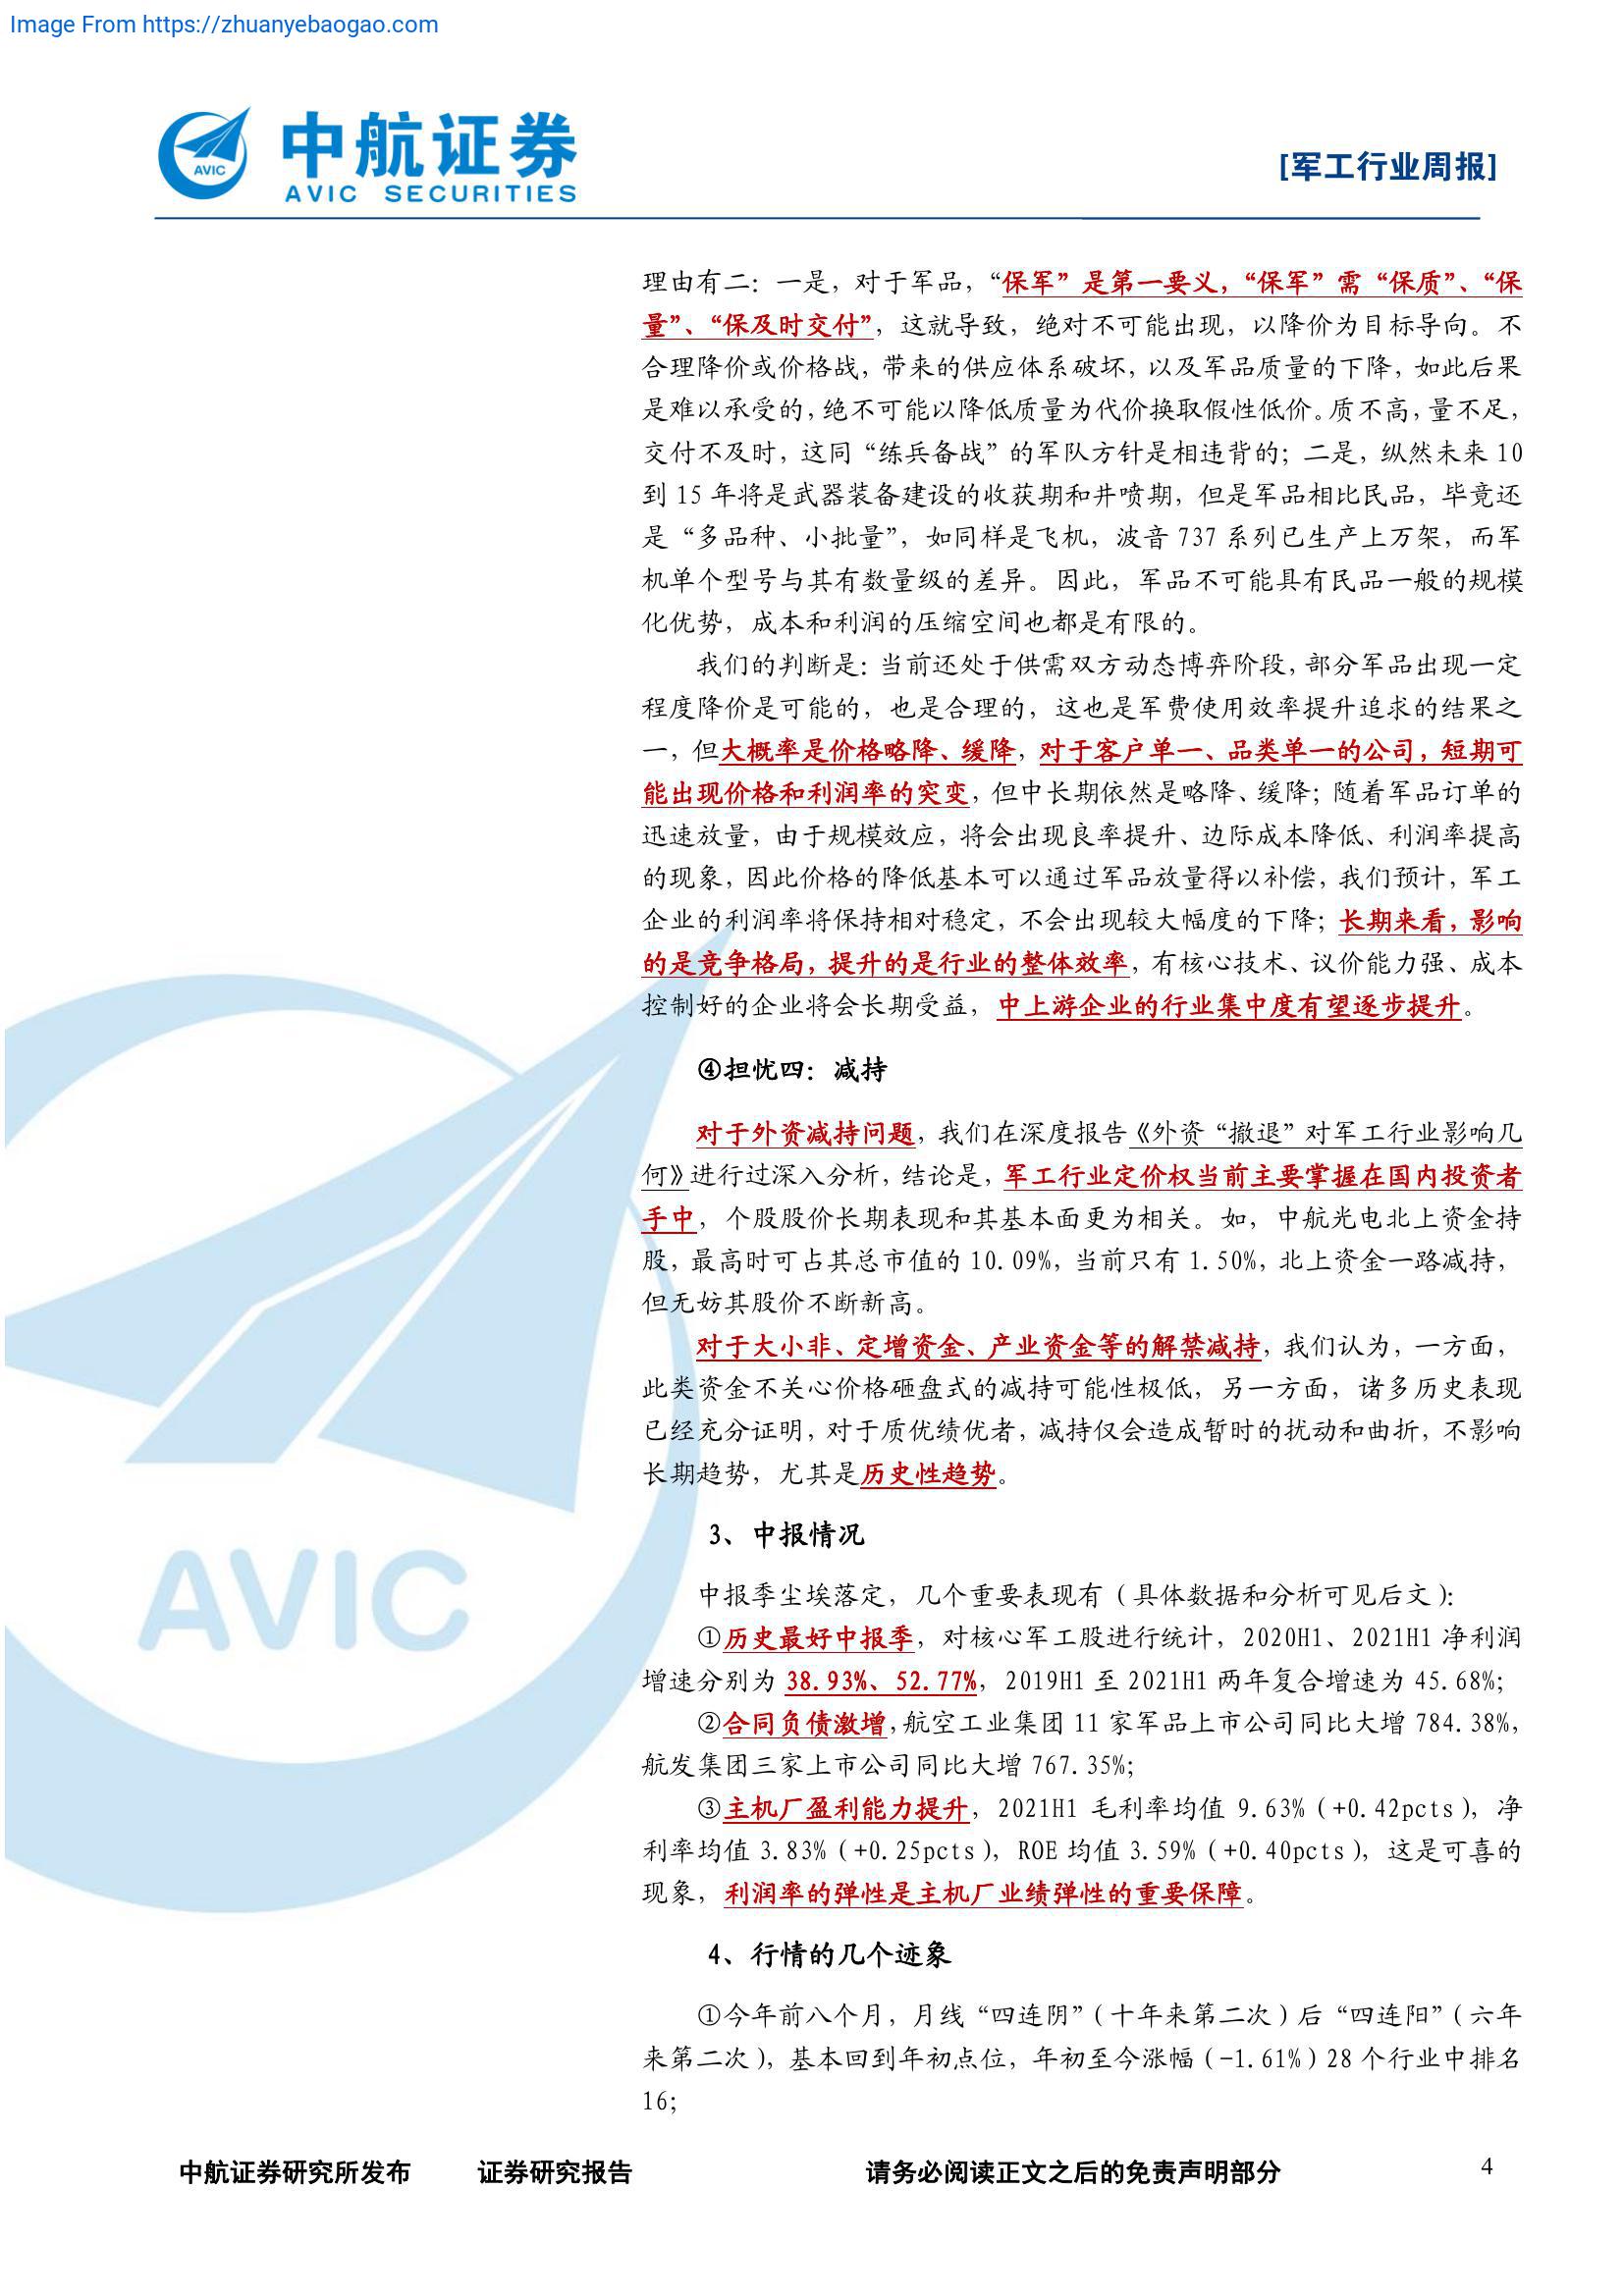 Image From https://zhuanyebaogao.com
AVIC
中航证券
AVIC SECURITIES
[军工行业周报]
理由有二：一是，对于军品，“保军”是第一要义，“保军”需“保质”、“保
量”、“保及时交付”，这就导致，绝对不可能出现，以降价为目标导向。不
合理降价或价格战，带来的供应体系破坏，以及军品质量的下降，如此后果
是难以承受的，绝不可能以降低质量为代价换取假性低价。质不高，量不足，
交付不及时，这同“练兵备战”的军队方针是相违背的；二是，纵然未来 10
到 15 年将是武器装备建设的收获期和井喷期，但是军品相比民品，毕竟还
是“多品种、小批量”，如同样是飞机，波音 737 系列已生产上万架，而军
机单个型号与其有数量级的差异。因此，军品不可能具有民品一般的规模
化优势，成本和利润的压缩空间也都是有限的。
我们的判断是：当前还处于供需双方动态博弈阶段，部分军品出现一定
程度降价是可能的，也是合理的，这也是军费使用效率提升追求的结果之
一，但大概率是价格略降、缓降，对于客户单一、品类单一的公司，短期可
能出现价格和利润率的突变，但中长期依然是略降、缓降；随着军品订单的
迅速放量，由于规模效应，将会出现良率提升、边际成本降低、利润率提高
的现象，因此价格的降低基本可以通过军品放量得以补偿，我们预计，军工
企业的利润率将保持相对稳定，不会出现较大幅度的下降；长期来看，影响
的是竞争格局，提升的是行业的整体效率，有核心技术、议价能力强、成本
控制好的企业将会长期受益，中上游企业的行业集中度有望逐步提升。
④担忧四：减持
对于外资减持问题，我们在深度报告《外资“撤退”对军工行业影响几
何》进行过深入分析，结论是，军工行业定价权当前主要掌握在国内投资者
手中，个股股价长期表现和其基本面更为相关。如，中航光电北上资金持
股，最高时可占其总市值的 10.09%，当前只有 1.50%，北上资金一路减持，
但无妨其股价不断新高。
对于大小非、定增资金、产业资金等的解禁减持，我们认为，一方面，
此类资金不关心价格砸盘式的减持可能性极低，另一方面，诸多历史表现
已经充分证明，对于质优绩优者，减持仅会造成暂时的扰动和曲折，不影响
长期趋势，尤其是历史性趋势。
3、中报情况
中报季尘埃落定，几个重要表现有（具体数据和分析可见后文）：
①历史最好中报季，对核心军工股进行统计，2020H1、2021H1 净利润
增速分别为 38.93%、52.77%，2019H1 至 2021H1 两年复合增速为 45.68%；
②合同负债激增，航空工业集团 11 家军品上市公司同比大增 784.38%，
航发集团三家上市公司同比大增 767.35%；
③主机厂盈利能力提升，2021H1 毛利率均值 9.63%（+0.42pcts），净
利率均值 3.83%（+0.25pcts），ROE 均值 3.59%（+0.40pcts），这是可喜的
现象，利润率的弹性是主机厂业绩弹性的重要保障。
4、行情的几个迹象
①今年前八个月，月线“四连阴”（十年来第二次）后“四连阳”（六年
来第二次），基本回到年初点位，年初至今涨幅（-1.61%）28 个行业中排名
16；
AVIC
中航证券研究所发布 证券研究报告 请务必阅读正文之后的免责声明部分 4